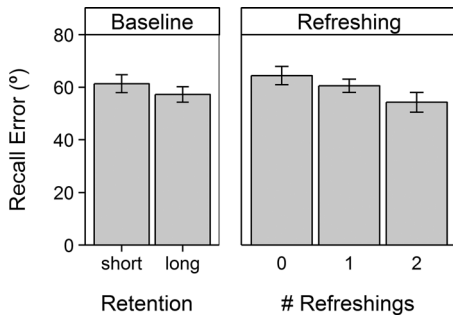 Baseline
Refreshing
Recall Error (º)
80
60
40
20
0
short long
0 1 2
Retention
# Refreshings